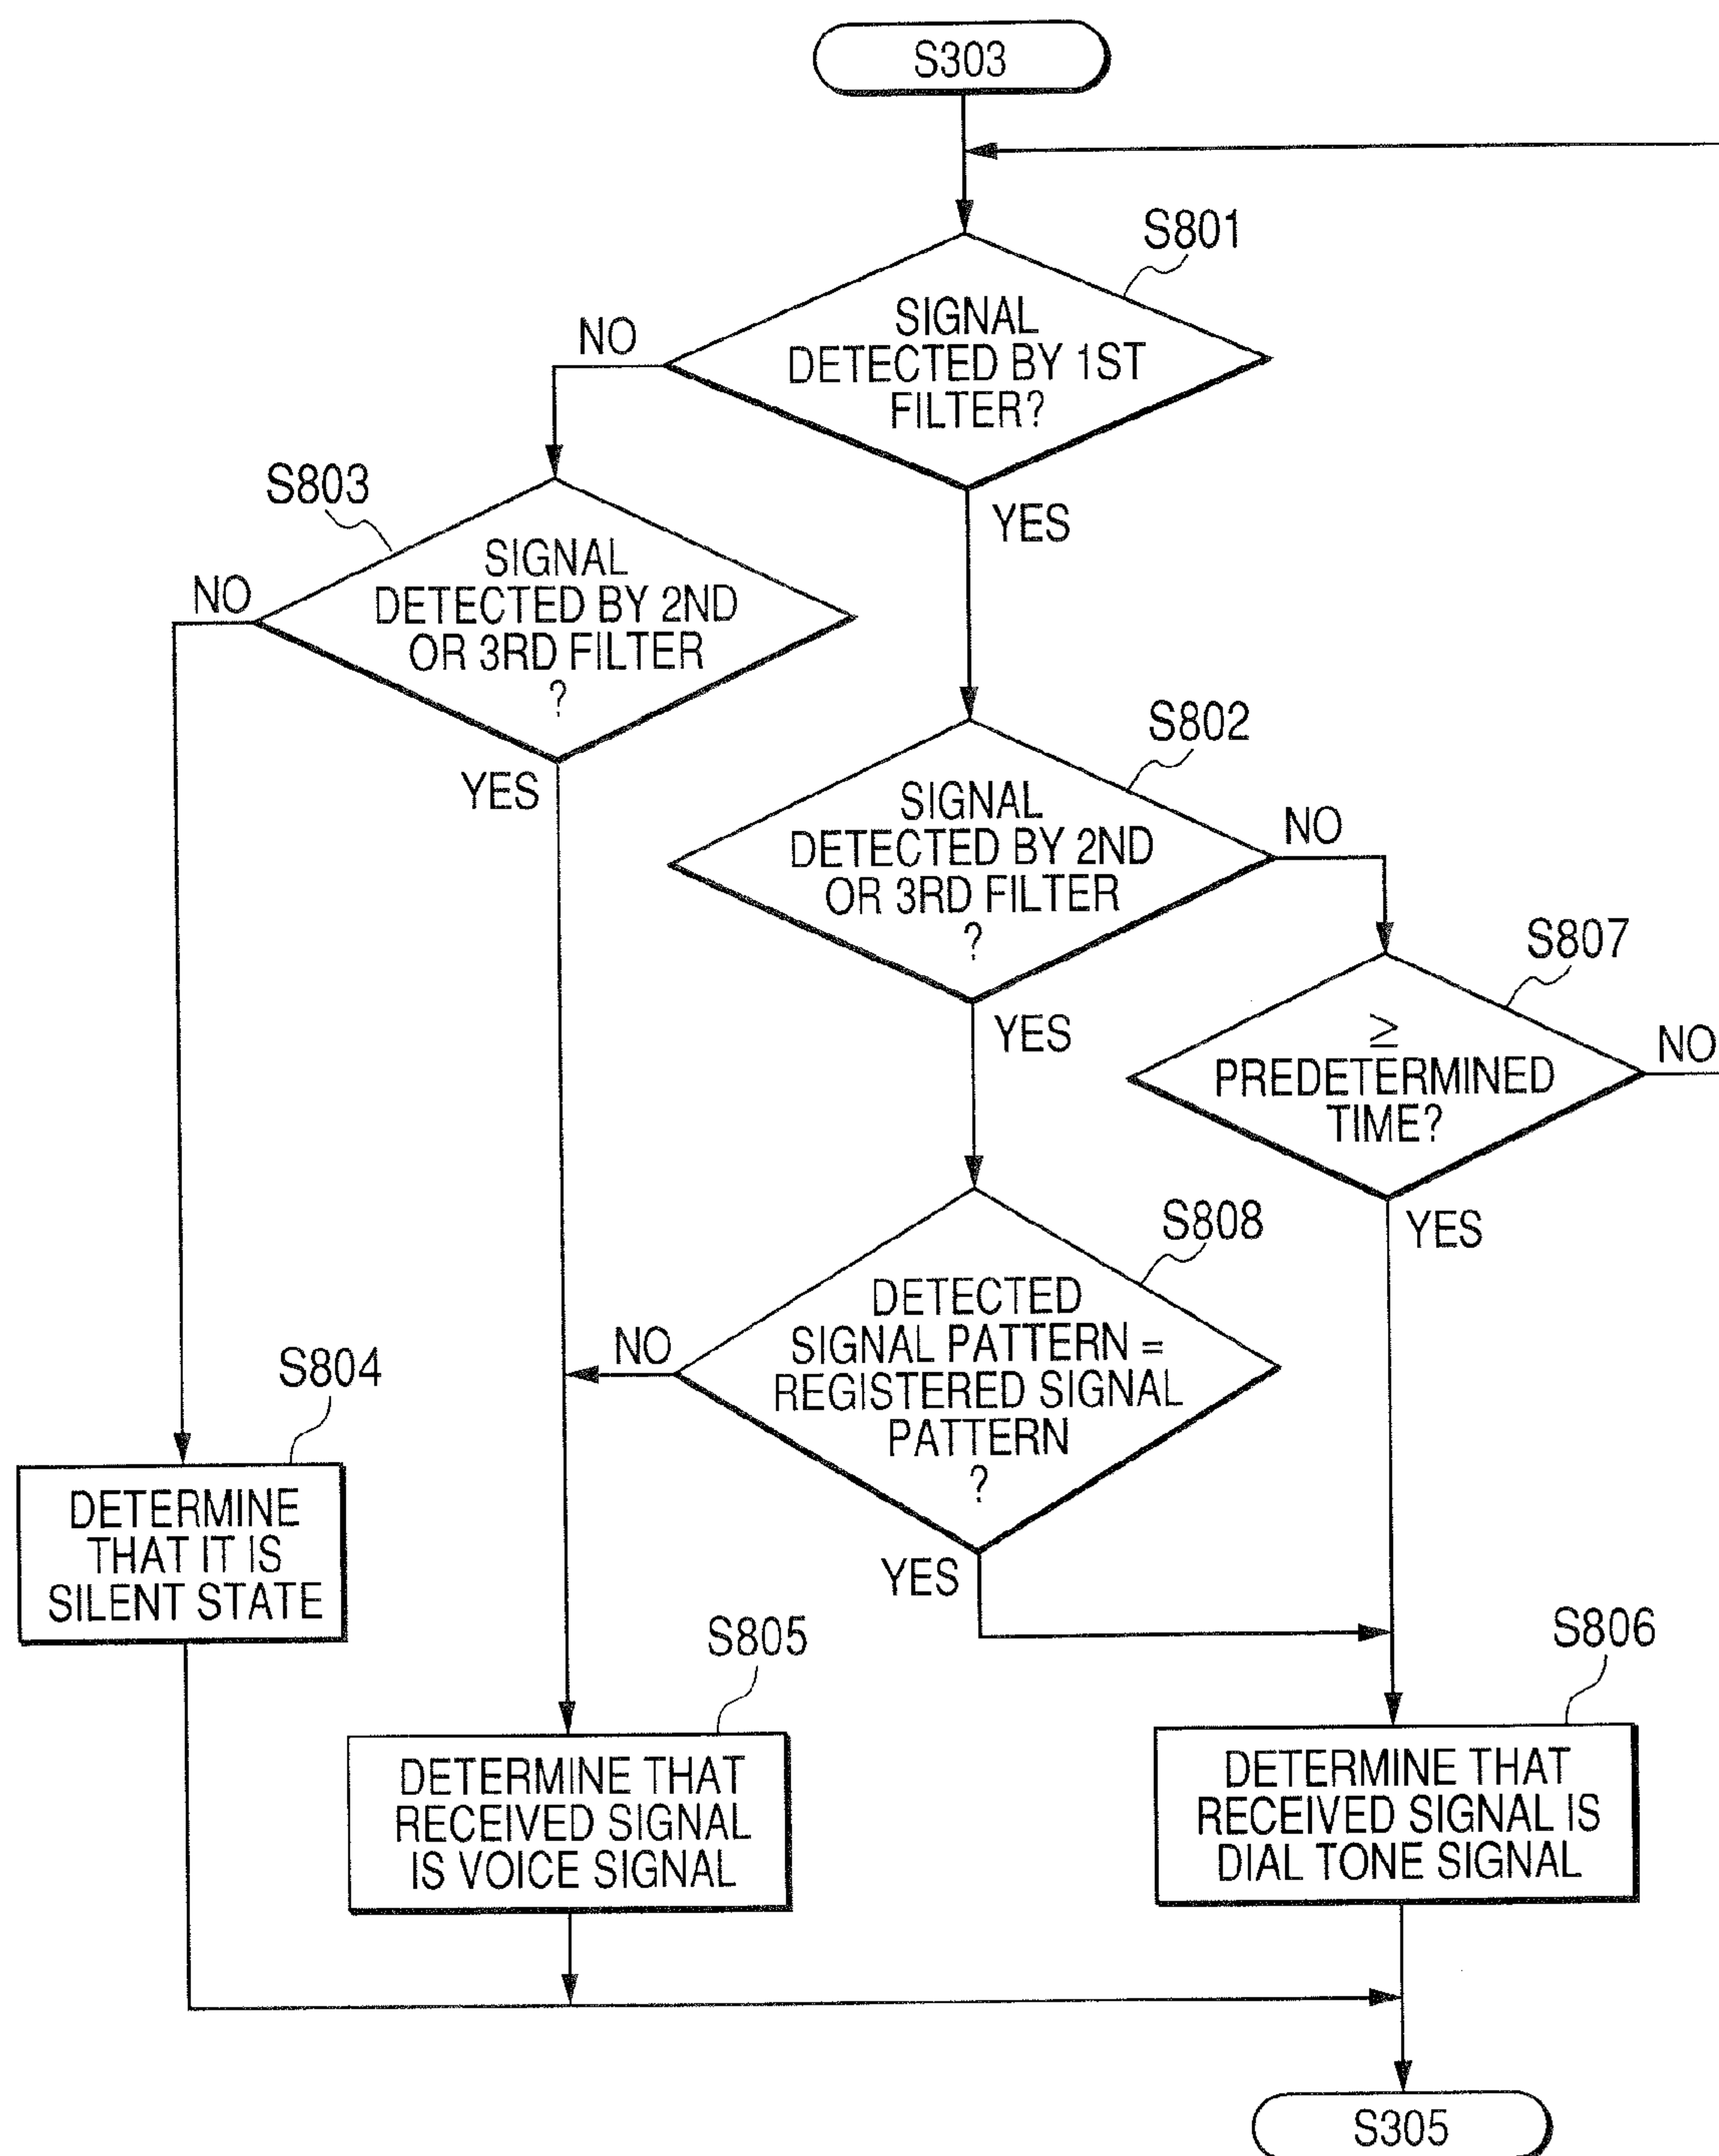 S303
S801
SIGNAL
DETECTED BY 1ST
FILTER?
NO
YES
S803
SIGNAL
DETECTED BY 2ND
OR 3RD FILTER
?
NO
YES
S802
SIGNAL
DETECTED BY 2ND
OR 3RD FILTER
?
NO
YES
S807
≥
PREDETERMINED
TIME?
NO
YES
S808
DETECTED
SIGNAL PATTERN =
REGISTERED SIGNAL
PATTERN
?
NO
YES
S804
DETERMINE
THAT IT IS
SILENT STATE
S805
DETERMINE THAT
RECEIVED SIGNAL
IS VOICE SIGNAL
S806
DETERMINE THAT
RECEIVED SIGNAL IS
DIAL TONE SIGNAL
S305